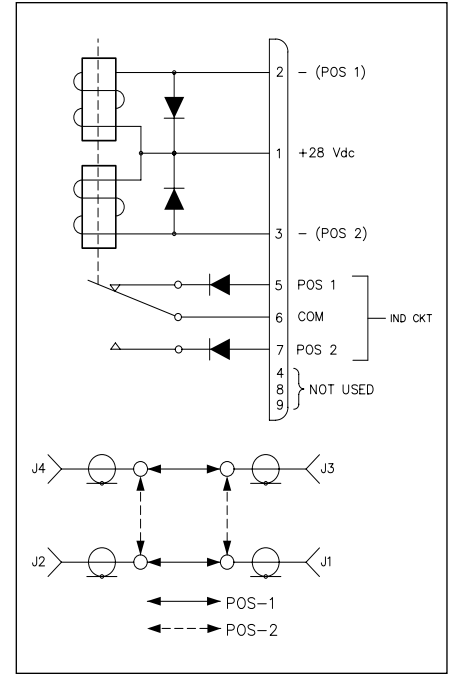 2 - (POS 1)
1 +28 Vdc
3 - (POS 2)
5 POS 1
6 COM
IND CKT
7 POS 2
4
8 NOT USED
9
J4 J3
J2 J1
POS-1
POS-2